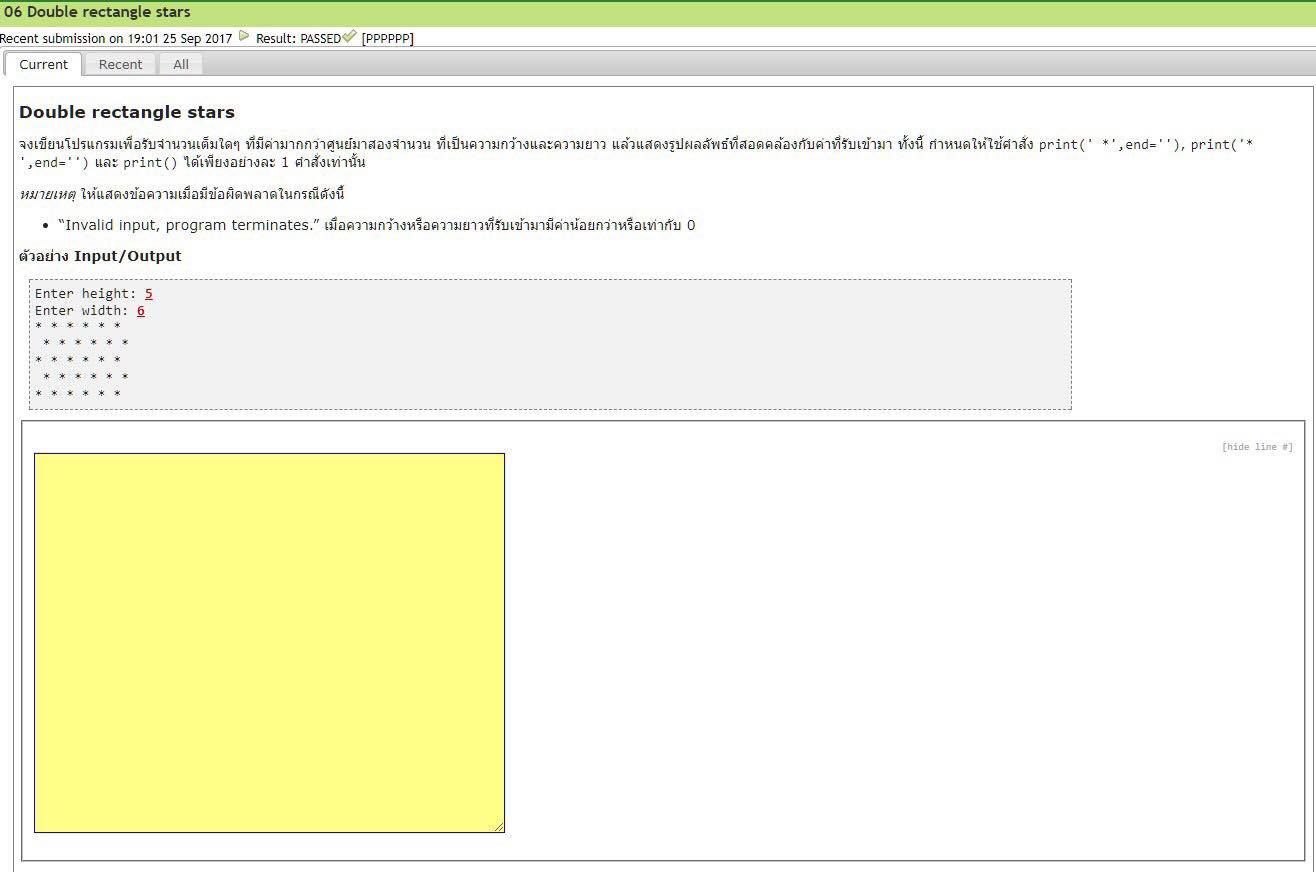 06 Double rectangle stars
Recent submission on 19:01 25 Sep 2017 Result: PASSED [PPPPPP]
Current Recent All
Double rectangle stars
จงเขียนโปรแกรมเพื่อรับจำนวนเต็มใดๆ ที่มีค่ามากกว่าศูนย์มาสองจำนวน ที่เป็นความกว้างและความยาว แล้วแสดงรูปผลลัพธ์ที่สอดคล้องกับค่าที่รับเข้ามา ทั้งนี้ กำหนดให้ใช้คำสั่ง print(' *',end=''), print('*
',end='') และ print() ได้เพียงอย่างละ 1 คำสั่งเท่านั้น
หมายเหตุ ให้แสดงข้อความเมื่อมีข้อผิดพลาดในกรณีดังนี้
• “Invalid input, program terminates.” เมื่อความกว้างหรือความยาวที่รับเข้ามามีค่าน้อยกว่าหรือเท่ากับ 0
ตัวอย่าง Input/Output
Enter height: 5
Enter width: 6
* * * * * *
 * * * * * *
* * * * * *
 * * * * * *
* * * * * *
[hide line #]